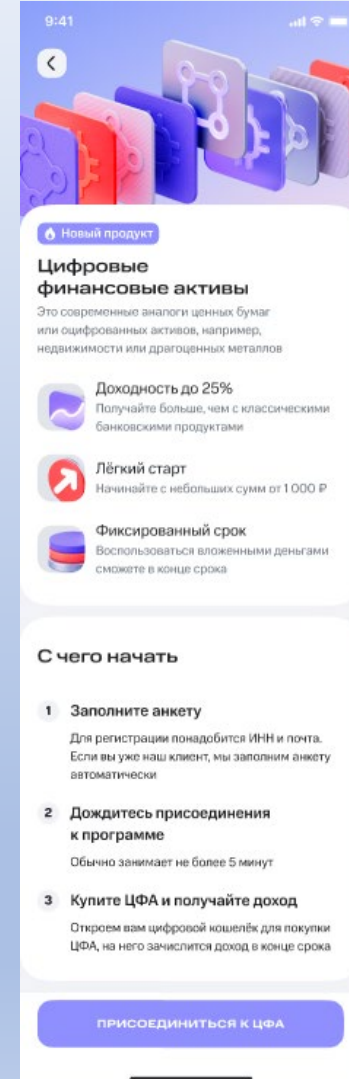 9:41
Новый продукт
Цифровые
финансовые активы
Это современные аналоги ценных бумаг
или оцифрованных активов, например,
недвижимости или драгоценных металлов
Доходность до 25%
Получайте больше, чем с классическими
банковскими продуктами
Лёгкий старт
Начинайте с небольших сумм от 1 000 ₽
Фиксированный срок
Воспользоваться вложенными деньгами
сможете в конце срока
С чего начать
1 Заполните анкету
Для регистрации понадобится ИНН и почта.
Если вы уже наш клиент, мы заполним анкету
автоматически
2 Дождитесь присоединения
к программе
Обычно занимает не более 5 минут
3 Купите ЦФА и получайте доход
Откроем вам цифровой кошелёк для покупки
ЦФА, на него зачислится доход в конце срока
ПРИСОЕДИНИТЬСЯ К ЦФА